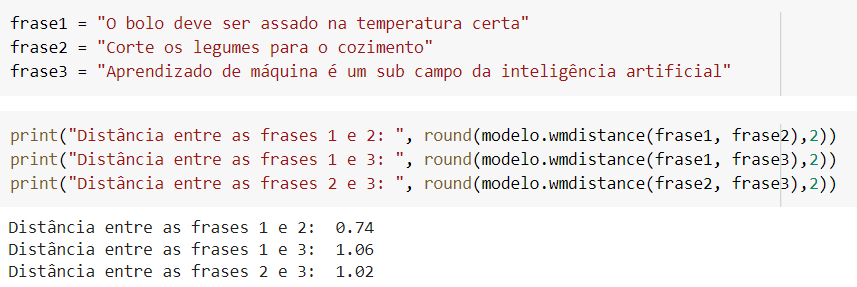 frase1 = "O bolo deve ser assado na temperatura certa"
frase2 = "Corte os legumes para o cozimento"
frase3 = "Aprendizado de máquina é um sub campo da inteligência artificial"
print("Distância entre as frases 1 e 2: ", round(modelo.wmdistance(frase1, frase2),2))
print("Distância entre as frases 1 e 3: ", round(modelo.wmdistance(frase1, frase3),2))
print("Distância entre as frases 2 e 3: ", round(modelo.wmdistance(frase2, frase3),2))
Distância entre as frases 1 e 2:  0.74
Distância entre as frases 1 e 3:  1.06
Distância entre as frases 2 e 3:  1.02